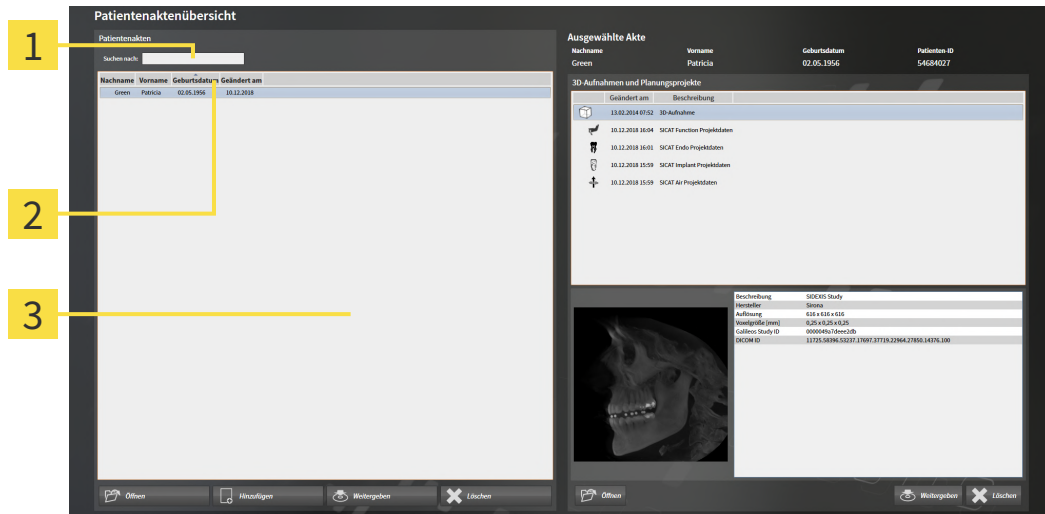 Patientenaktenübersicht
1
Patientenakten
Suchen nach:
Nachname Vorname Geburtsdatum Geändert am
Green Patricia 02.05.1956 10.12.2018
2
3
Öffnen Hinzufügen Weitergeben Löschen
Ausgewählte Akte
Nachname Vorname Geburtsdatum Patienten-ID
Green Patricia 02.05.1956 54684027
3D-Aufnahmen und Planungsprojekte
Geändert am Beschreibung
13.02.2014 07:52 3D-Aufnahme
10.12.2018 16:04 SICAT Function Projektdaten
10.12.2018 16:01 SICAT Endo Projektdaten
10.12.2018 15:59 SICAT Implant Projektdaten
10.12.2018 15:59 SICAT Air Projektdaten
Beschreibung SIDEXIS Study
Hersteller Sirona
Auflösung 616 x 616 x 616
Voxelgröße [mm] 0,25 x 0,25 x 0,25
Galileos Study ID 0000049a7deee2db
DICOM ID 11725.58396.53237.17697.37719.22964.27850.14376.100
Öffnen Weitergeben Löschen